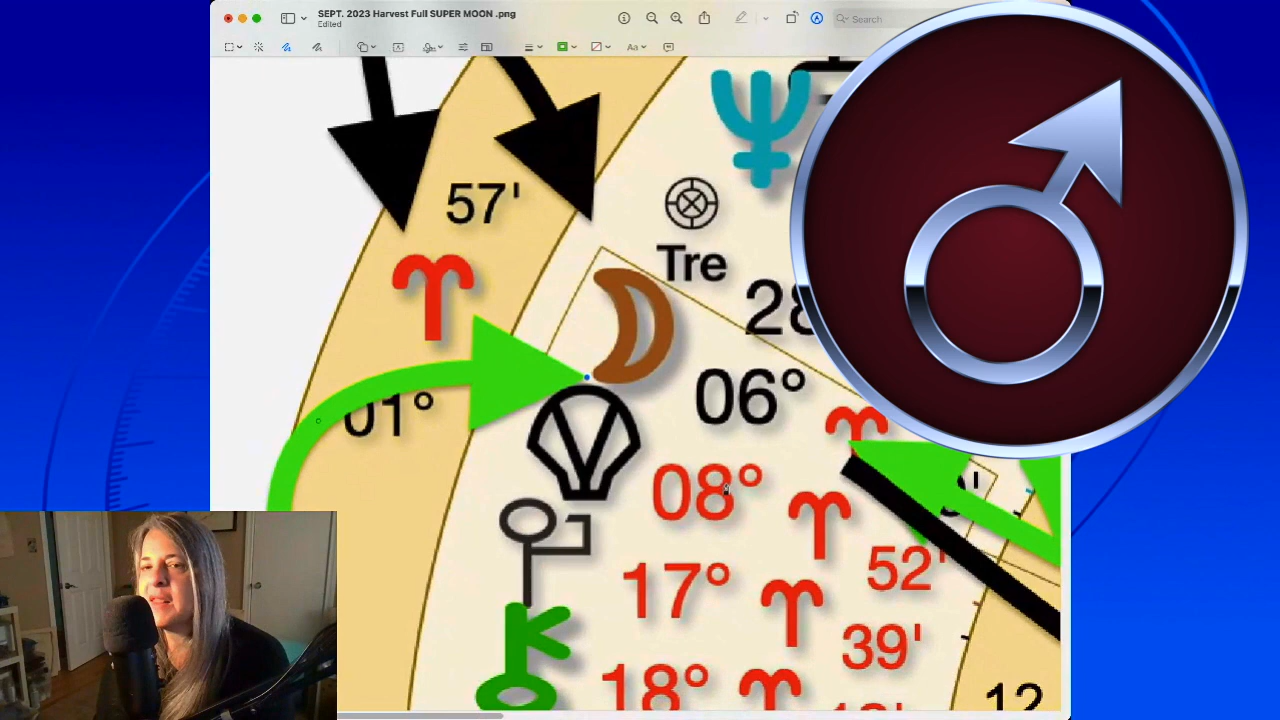 SEPT. 2023 Harvest Full SUPER MOON .png
Edited
Search
Aa
57'
Tre
28
01°
06°
08°
52'
17°
39'
18°
12